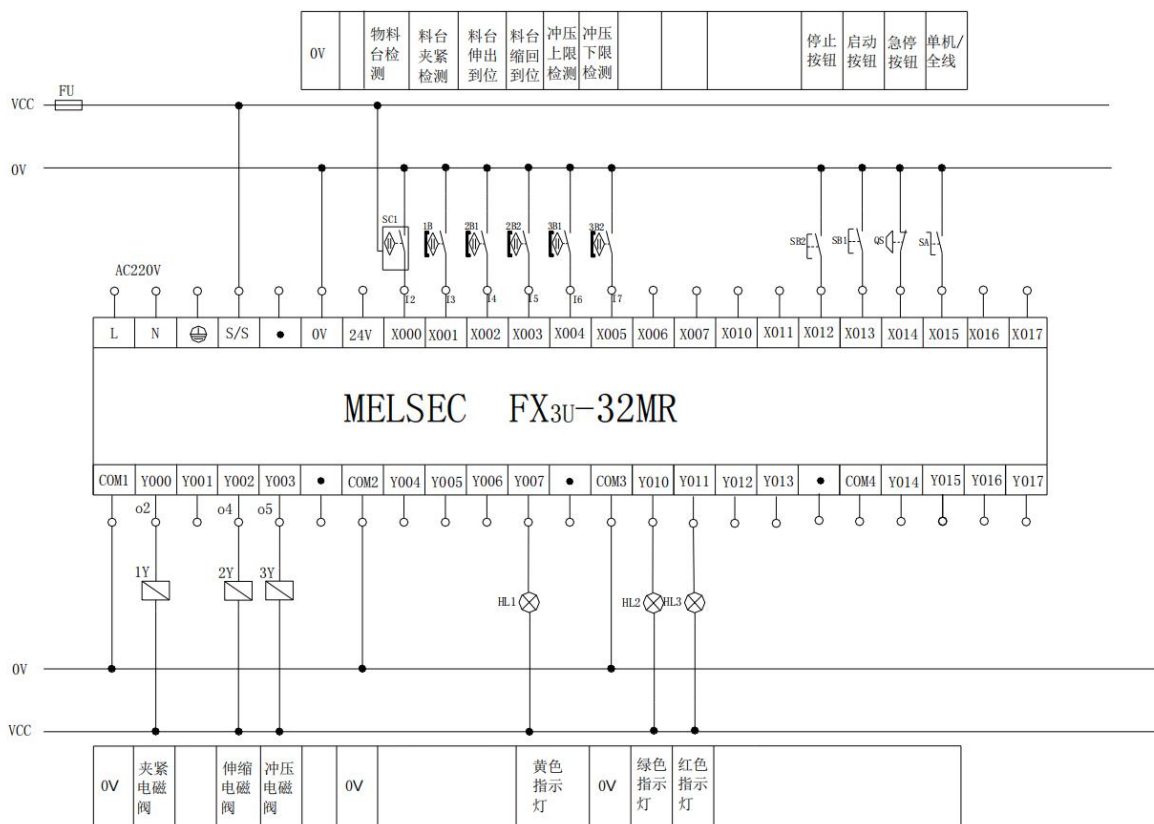 0V
物料
台检
测
料台
夹紧
检测
料台
伸出
到位
料台
缩回
到位
冲压
上限
检测
冲压
下限
检测
停止
按钮
启动
按钮
急停
按钮
单机/
全线
VCC
FU
0V
SC1
1B
2B1
2B2
3B1
3B2
SB2
SB1
QS
SA
AC220V
I2
I3
I4
I5
I6
I7
L
N
S/S
0V
24V
X000
X001
X002
X003
X004
X005
X006
X007
X010
X011
X012
X013
X014
X015
X016
X017
MELSEC FX3U-32MR
COM1
Y000
Y001
Y002
Y003
COM2
Y004
Y005
Y006
Y007
COM3
Y010
Y011
Y012
Y013
COM4
Y014
Y015
Y016
Y017
o2
o4
o5
1Y
2Y
3Y
HL1
HL2
HL3
0V
VCC
0V
夹紧
电磁
阀
伸缩
电磁
阀
冲压
电磁
阀
0V
黄色
指示
灯
0V
绿色
指示
灯
红色
指示
灯